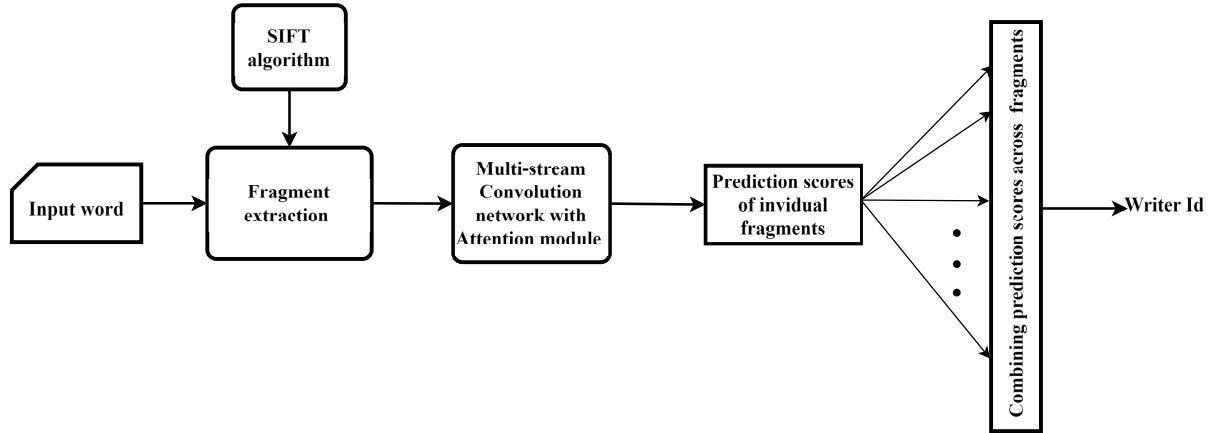 SIFT
algorithm
Input word
Fragment
extraction
Multi-stream
Convolution
network with
Attention module
Prediction scores
of invidual
fragments
Combining prediction scores across fragments
Writer Id